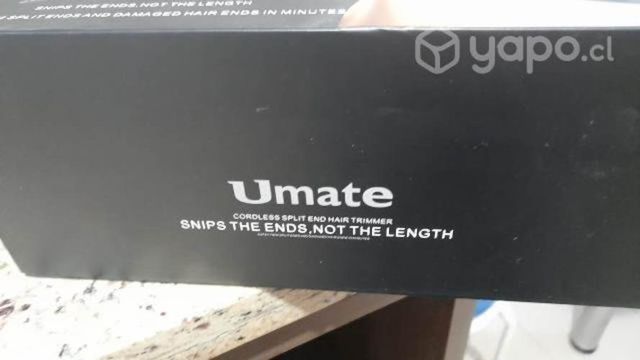 SNIPS THE ENDS,NOT THE LENGTH
SPLIT ENDS AND DAMAGED HAIR ENDS IN MINUTES
yapo.cl
Umate
CORDLESS SPLIT END HAIR TRIMMER
SNIPS THE ENDS,NOT THE LENGTH